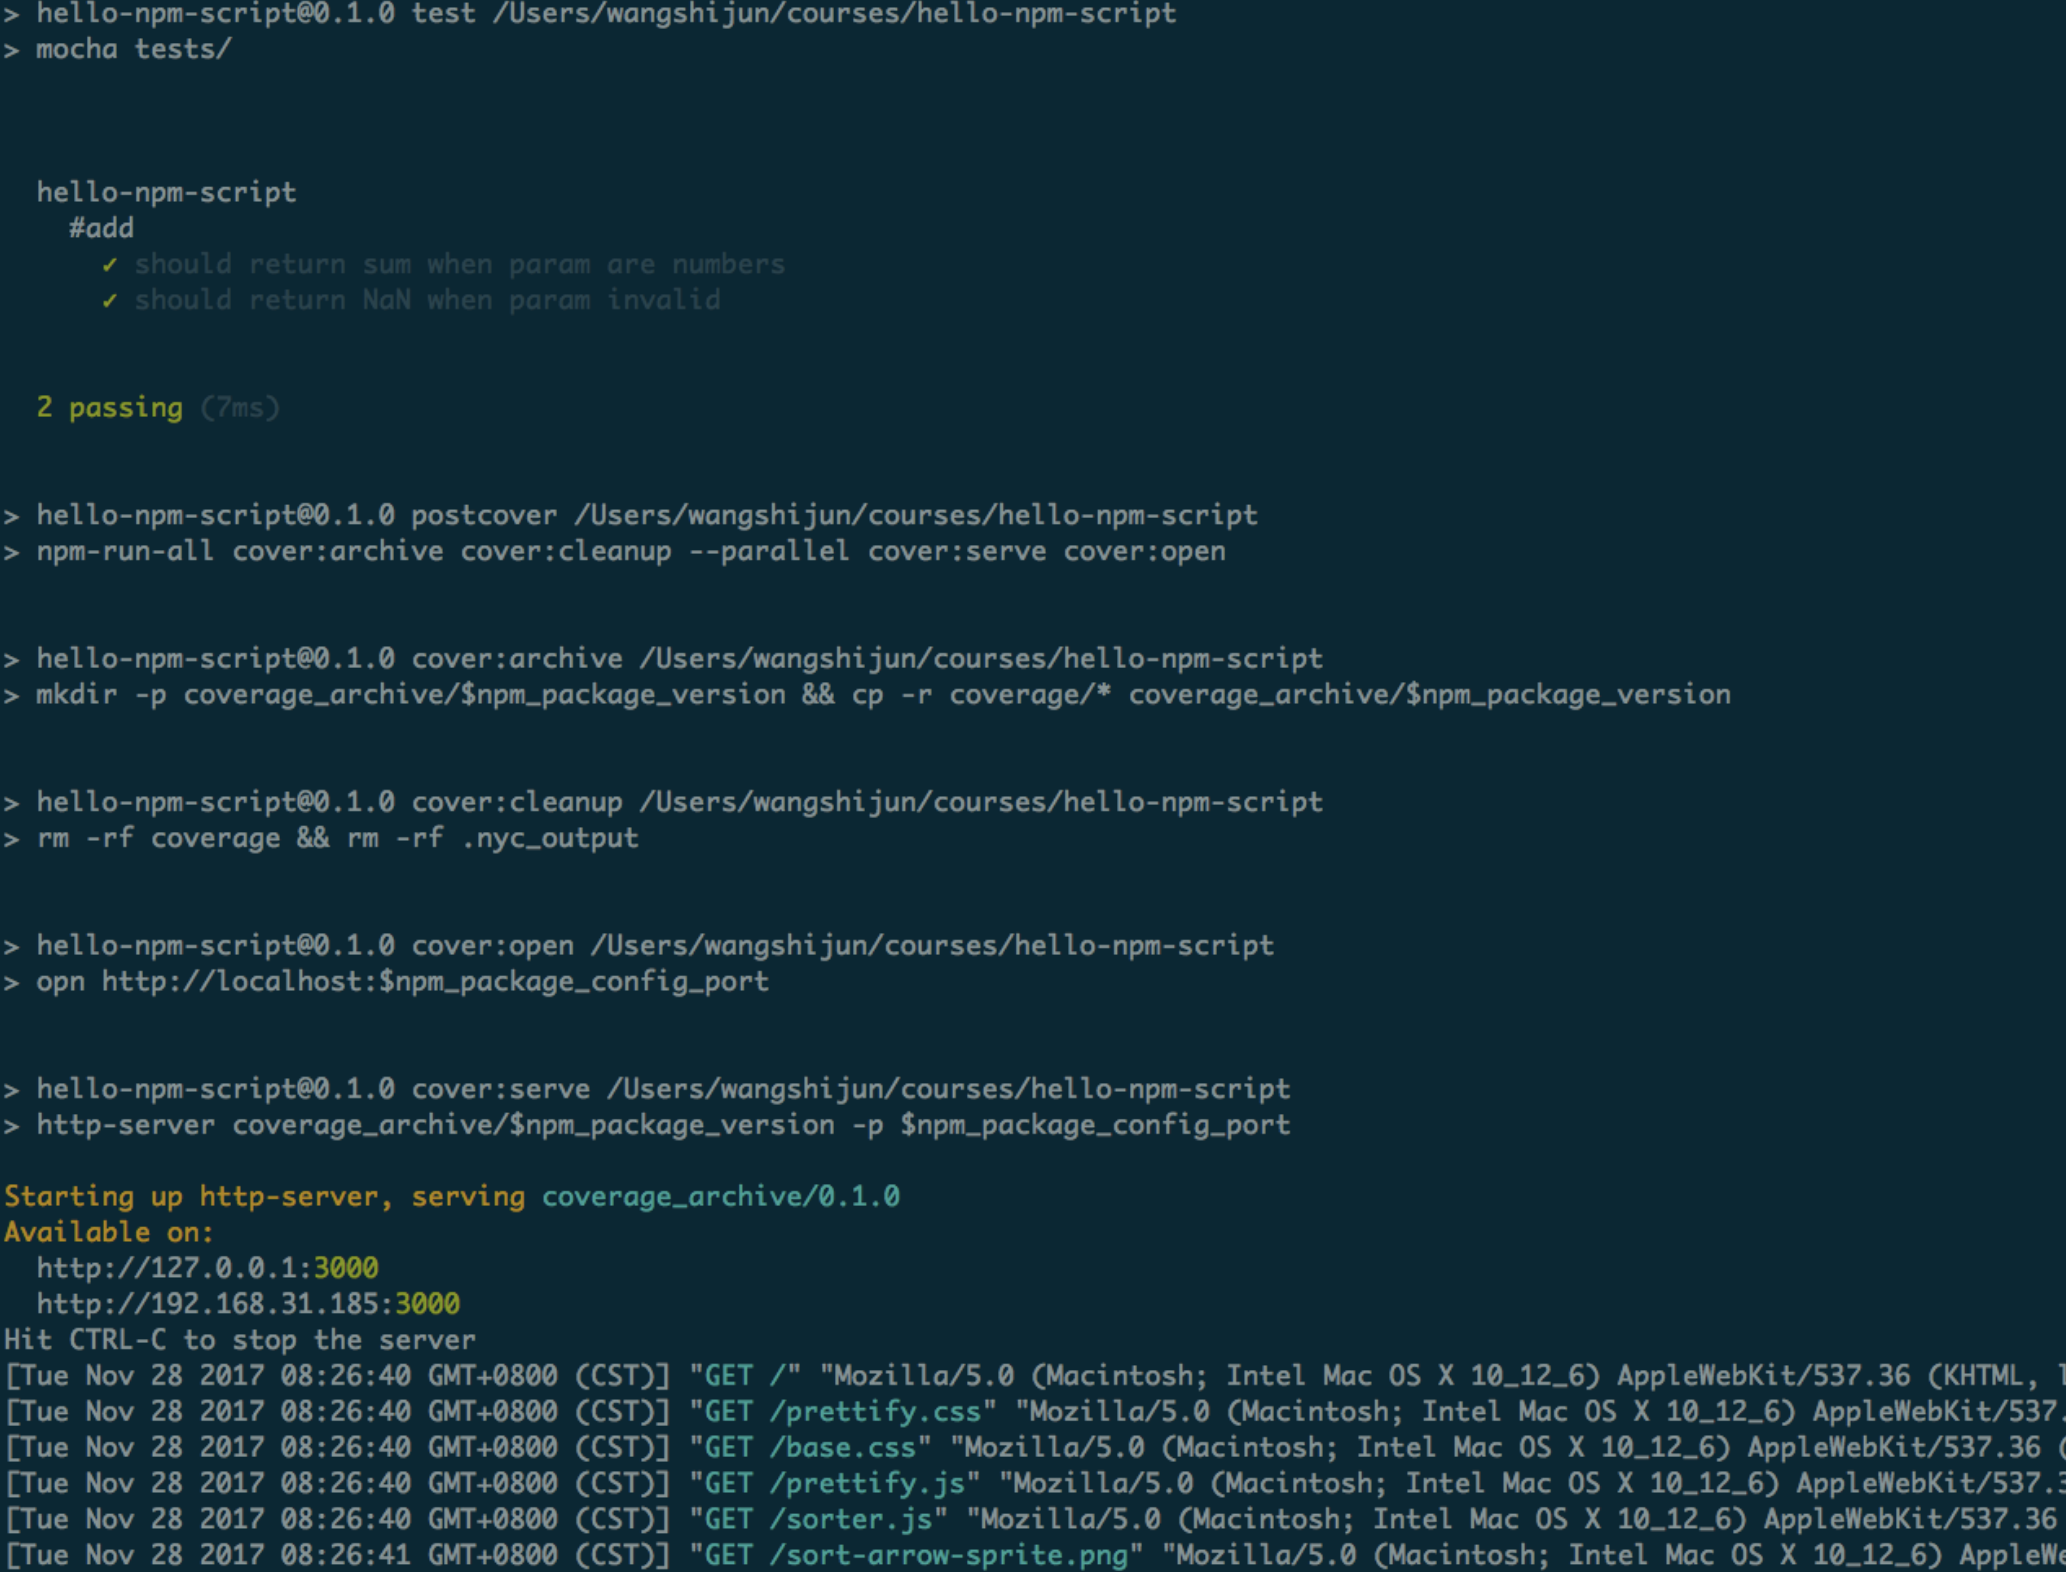 > hello-npm-script@0.1.0 test /Users/wangshijun/courses/hello-npm-script
> mocha tests/
hello-npm-script
#add
✓ should return sum when param are numbers
✓ should return NaN when param invalid
2 passing (7ms)
> hello-npm-script@0.1.0 postcover /Users/wangshijun/courses/hello-npm-script
> npm-run-all cover:archive cover:cleanup --parallel cover:serve cover:open
> hello-npm-script@0.1.0 cover:archive /Users/wangshijun/courses/hello-npm-script
> mkdir -p coverage_archive/$npm_package_version && cp -r coverage/* coverage_archive/$npm_package_version
> hello-npm-script@0.1.0 cover:cleanup /Users/wangshijun/courses/hello-npm-script
> rm -rf coverage && rm -rf .nyc_output
> hello-npm-script@0.1.0 cover:open /Users/wangshijun/courses/hello-npm-script
> opn http://localhost:$npm_package_config_port
> hello-npm-script@0.1.0 cover:serve /Users/wangshijun/courses/hello-npm-script
> http-server coverage_archive/$npm_package_version -p $npm_package_config_port
Starting up http-server, serving coverage_archive/0.1.0
Available on:
http://127.0.0.1:3000
http://192.168.31.185:3000
Hit CTRL-C to stop the server
[Tue Nov 28 2017 08:26:40 GMT+0800 (CST)] "GET /" "Mozilla/5.0 (Macintosh; Intel Mac OS X 10_12_6) AppleWebKit/537.36 (KHTML,
[Tue Nov 28 2017 08:26:40 GMT+0800 (CST)] "GET /prettify.css" "Mozilla/5.0 (Macintosh; Intel Mac OS X 10_12_6) AppleWebKit/537.
[Tue Nov 28 2017 08:26:40 GMT+0800 (CST)] "GET /base.css" "Mozilla/5.0 (Macintosh; Intel Mac OS X 10_12_6) AppleWebKit/537.36 (
[Tue Nov 28 2017 08:26:40 GMT+0800 (CST)] "GET /prettify.js" "Mozilla/5.0 (Macintosh; Intel Mac OS X 10_12_6) AppleWebKit/537.3
[Tue Nov 28 2017 08:26:40 GMT+0800 (CST)] "GET /sorter.js" "Mozilla/5.0 (Macintosh; Intel Mac OS X 10_12_6) AppleWebKit/537.36
[Tue Nov 28 2017 08:26:41 GMT+0800 (CST)] "GET /sort-arrow-sprite.png" "Mozilla/5.0 (Macintosh; Intel Mac OS X 10_12_6) AppleWe